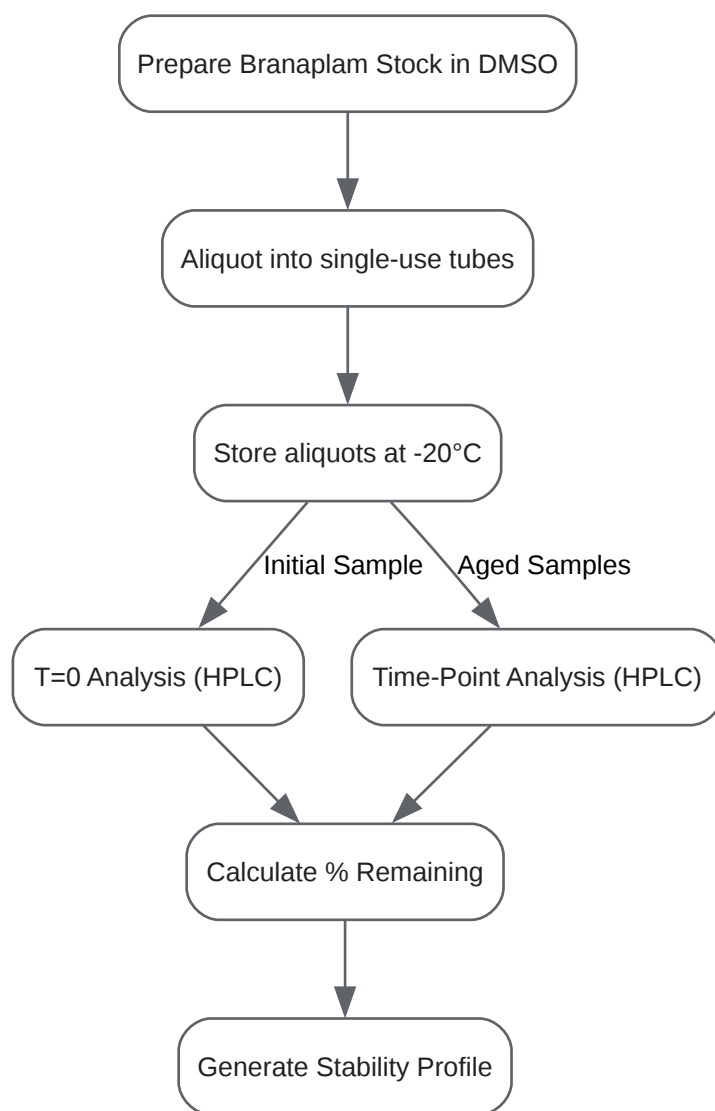 Prepare Branaplam Stock in DMSO
Aliquot into single-use tubes
Store aliquots at -20°C
Initial Sample
Aged Samples
T=0 Analysis (HPLC)
Time-Point Analysis (HPLC)
Calculate % Remaining
Generate Stability Profile